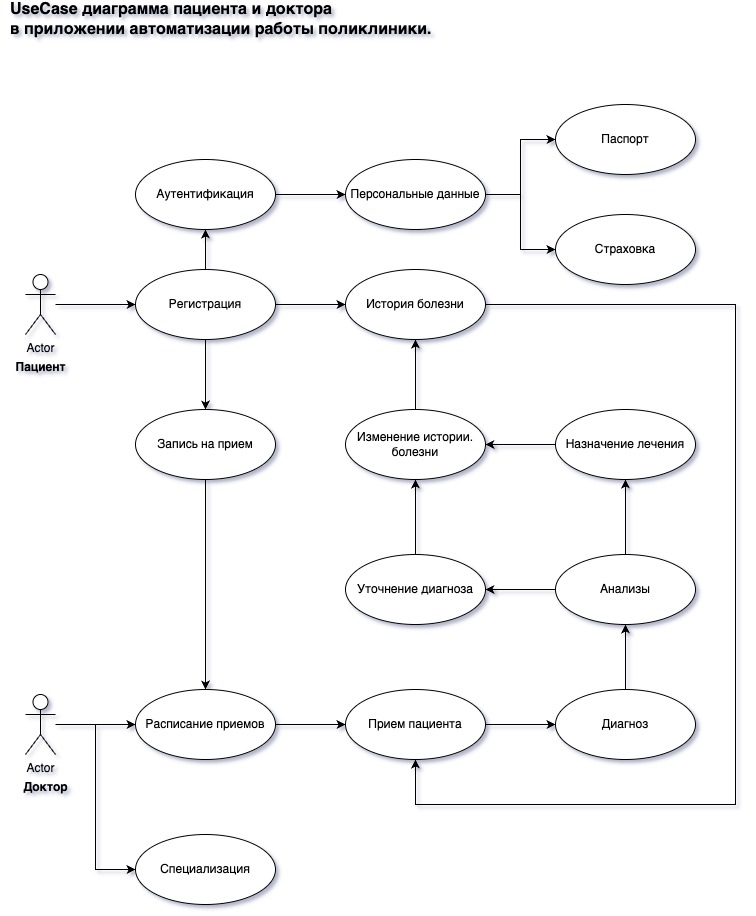 UseCase диаграмма пациента и доктора
в приложении автоматизации работы поликлиники.
Паспорт
Аутентификация
Персональные данные
Страховка
Регистрация
История болезни
Actor
Пациент
Запись на прием
Изменение истории.
болезни
Назначение лечения
Уточнение диагноза
Анализы
Расписание приемов
Прием пациента
Диагноз
Actor
Доктор
Специализация